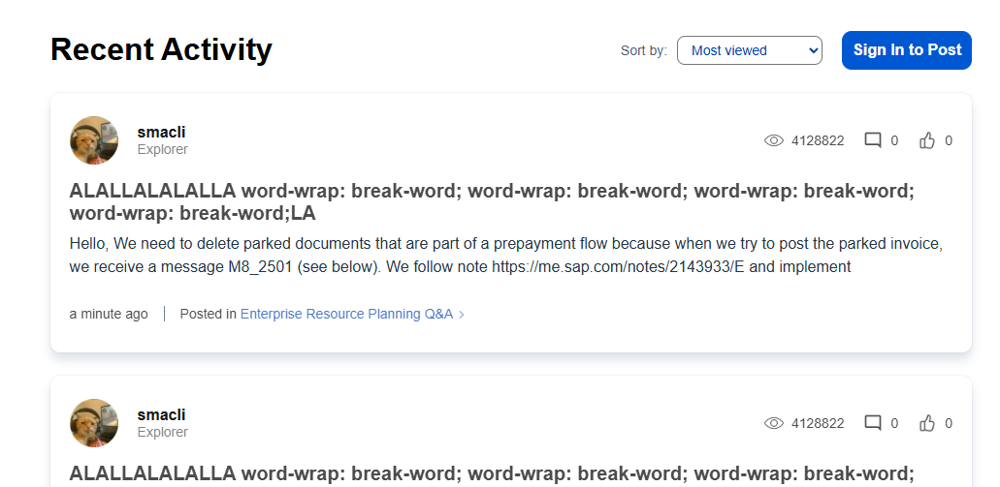 Recent Activity
Sort by: Most viewed
Sign In to Post
smacli
Explorer
4128822 0 0
ALALLALALALLA word-wrap: break-word; word-wrap: break-word; word-wrap: break-word;
word-wrap: break-word;LA
Hello, We need to delete parked documents that are part of a prepayment flow because when we try to post the parked invoice,
we receive a message M8_2501 (see below). We follow note https://me.sap.com/notes/2143933/E and implement
a minute ago | Posted in Enterprise Resource Planning Q&A >
smacli
Explorer
4128822 0 0
ALALLALALALLA word-wrap: break-word; word-wrap: break-word; word-wrap: break-word;